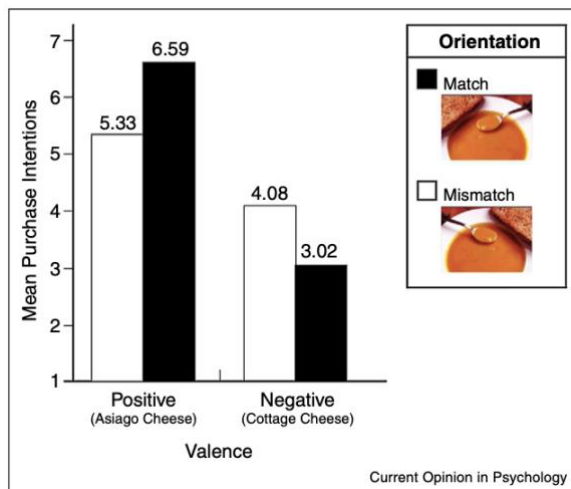 7
6.59
6
5.33
5
4.08
4
3.02
3
2
1
Mean Purchase Intentions
Positive
(Asiago Cheese)
Negative
(Cottage Cheese)
Valence
Orientation
Match
Mismatch
Current Opinion in Psychology